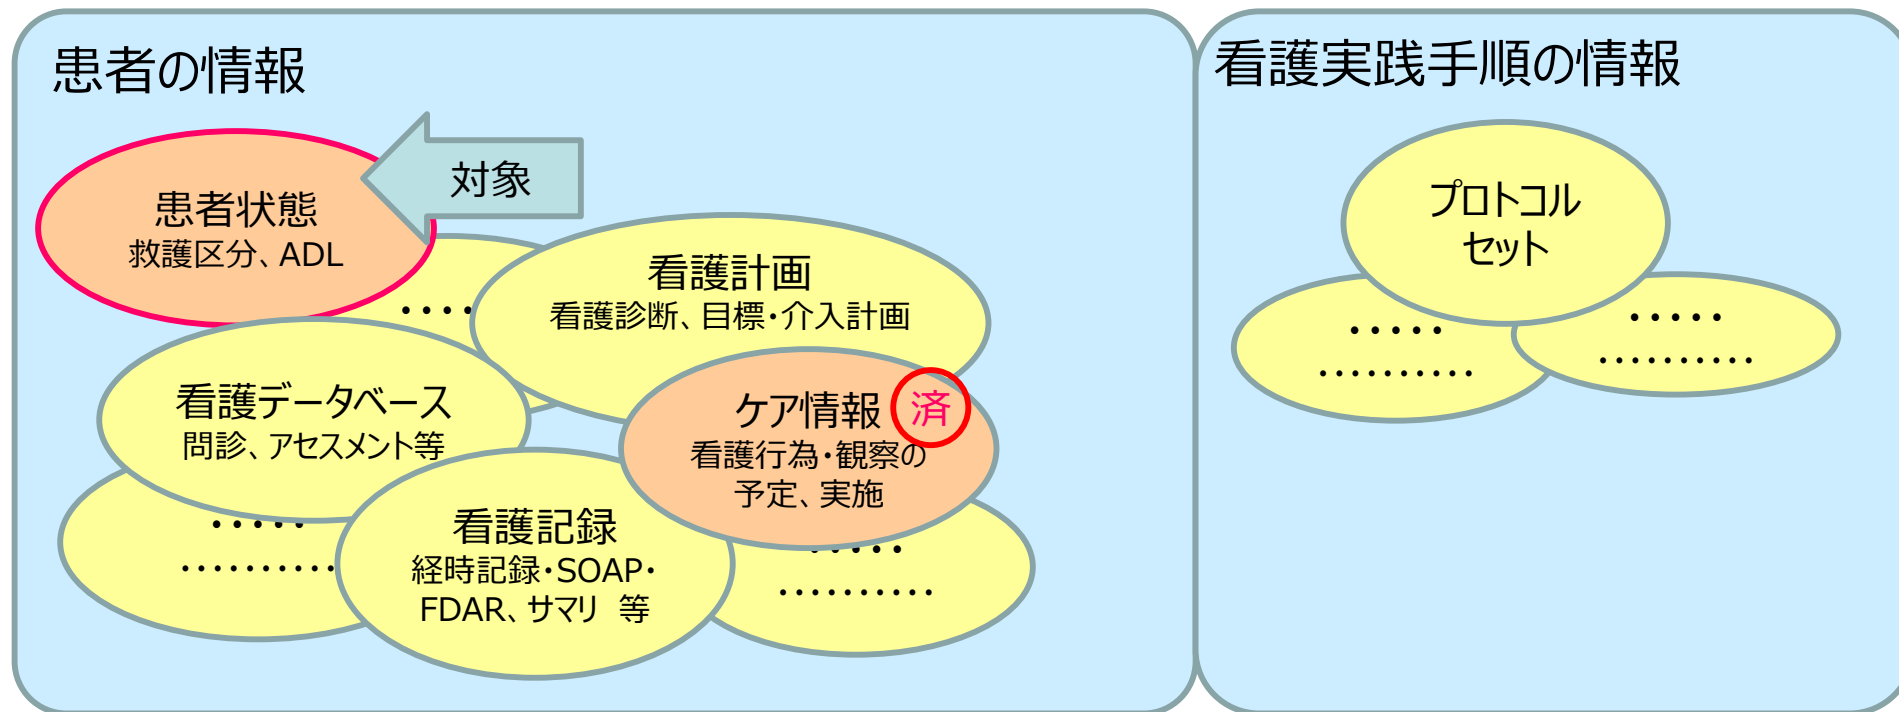 患者の情報
対象
患者状態
救護区分、ADL
・・・・
看護計画
看護診断、目標・介入計画
看護データベース
問診、アセスメント等
ケア情報
済
看護行為・観察の
予定、実施
・・・・・
・・・・・・・・・・
看護記録
経時記録・SOAP・
FDAR、サマリ 等
・・・・・
・・・・・・・・・・
看護実践手順の情報
プロトコル
セット
・・・・・
・・・・・・・・・・
・・・・・
・・・・・・・・・・